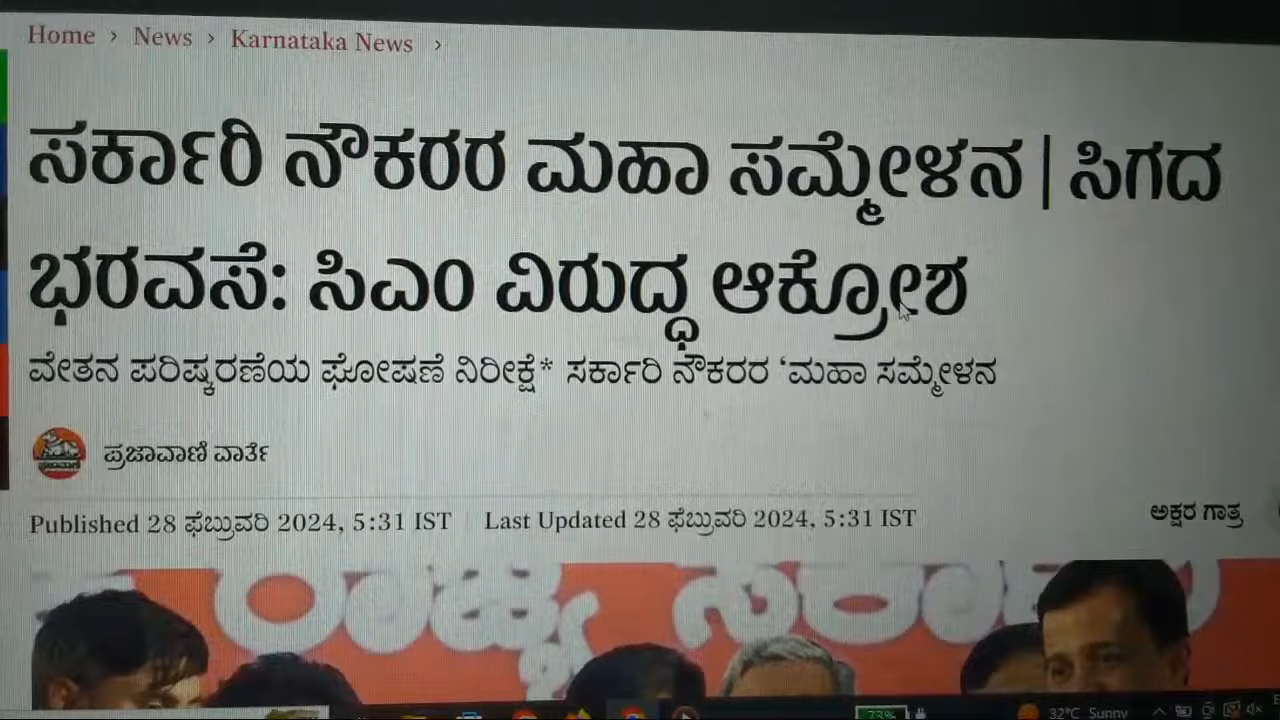 Home > News > Karnataka News >
ಸರ್ಕಾರಿ ನೌಕರರ ಮಹಾ ಸಮ್ಮೇಳನ | ಸಿಗದ
ಭರವಸೆ: ಸಿಎಂ ವಿರುದ್ಧ ಆಕ್ರೋಶ
ವೇತನ ಪರಿಷ್ಕರಣೆಯ ಘೋಷಣೆ ನಿರೀಕ್ಷೆ* ಸರ್ಕಾರಿ ನೌಕರರ ‘ಮಹಾ ಸಮ್ಮೇಳನ
ಪ್ರಜಾವಾಣಿ ವಾರ್ತೆ
Published 28 ಫೆಬ್ರುವರಿ 2024, 5:31 IST
Last Updated 28 ಫೆಬ್ರುವರಿ 2024, 5:31 IST
ಅಕ್ಷರ ಗಾತ್ರ
ರಾಜ್ಯ
73%
32°C Sunny